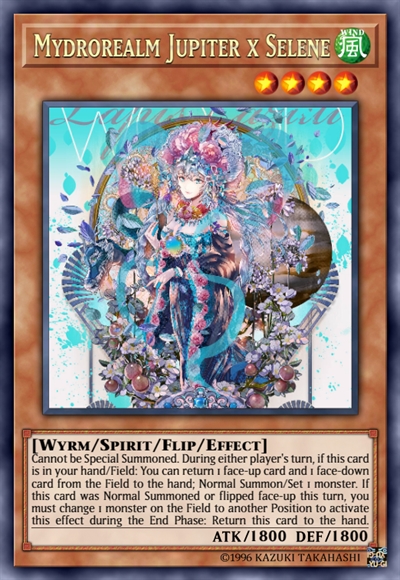 Mydrorealm Jupiter x Selene
WIND
風
[Wyrm/Spirit/Flip/Effect]
Cannot be Special Summoned. During either player's turn, if this card
is in your hand/Field: You can return 1 face-up card and 1 face-down
card from the Field to the hand; Normal Summon/Set 1 monster. If
this card was Normal Summoned or flipped face-up this turn, you
must change 1 monster on the Field to another Position to activate
this effect during the End Phase: Return this card to the hand.
ATK/1800 DEF/1800
©1996 KAZUKI TAKAHASHI